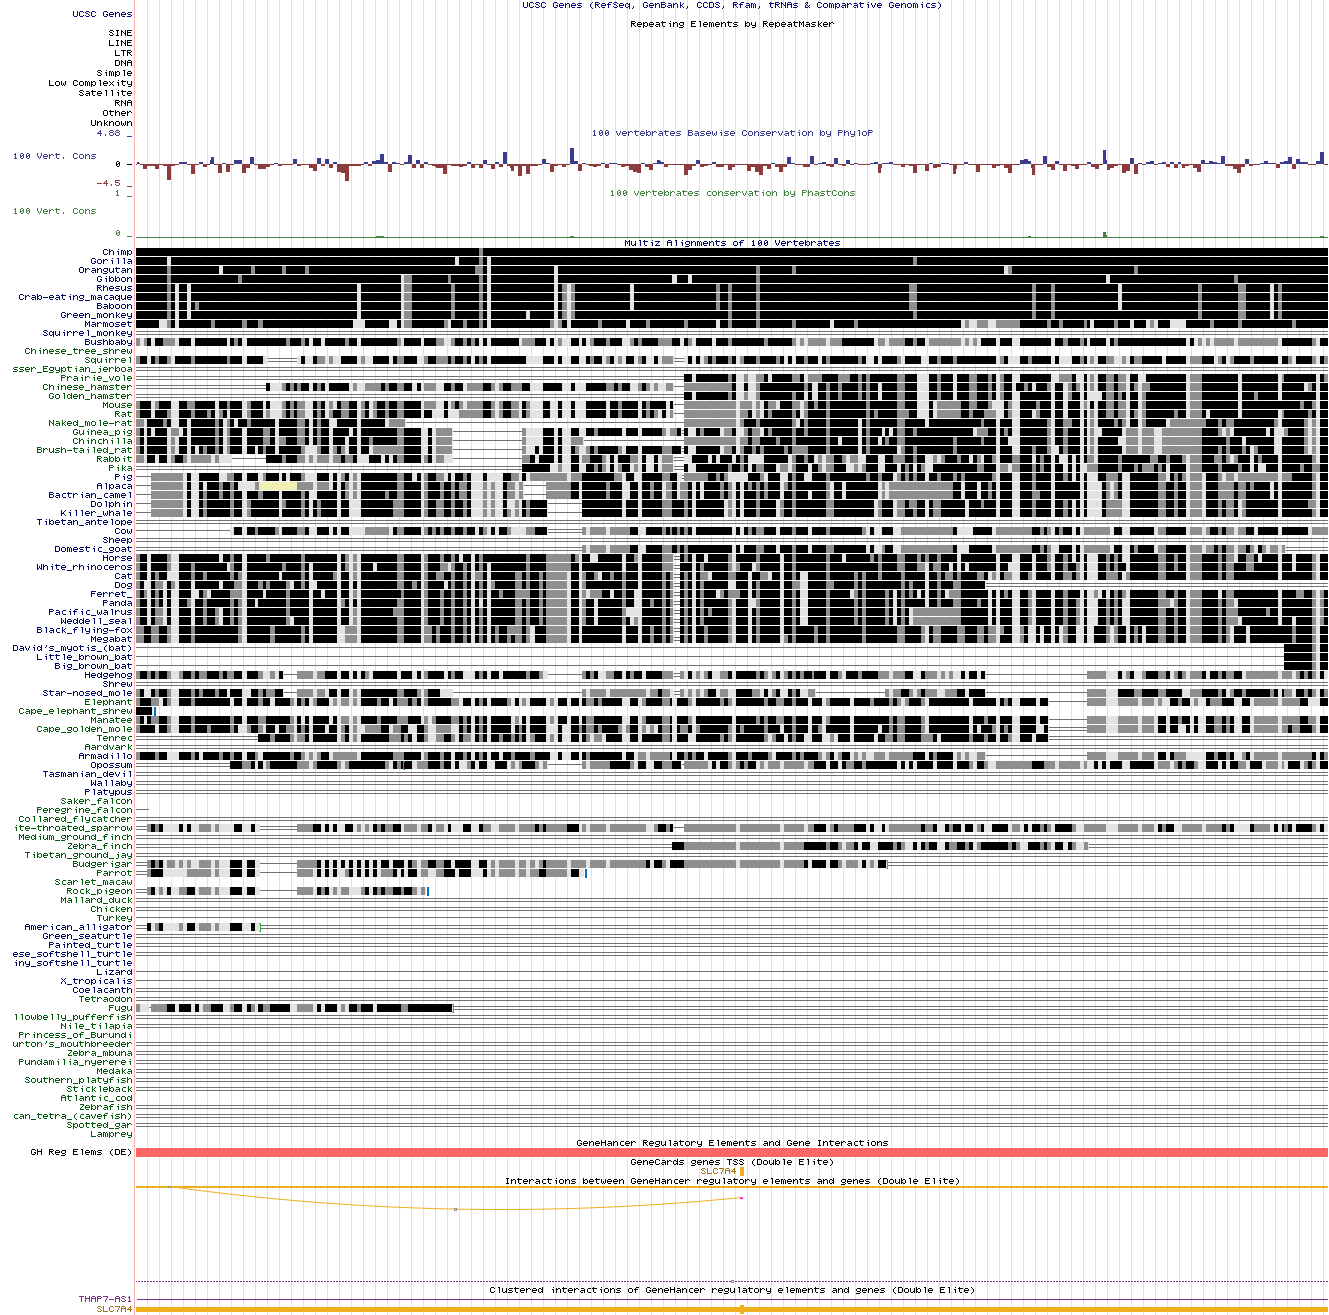 UCSC Genes (RefSeq, GenBank, CCDS, Rfam, tRNAs & Comparative Genomics)
UCSC Genes
Repeating Elements by RepeatMasker
SINE
LINE
LTR
DNA
Simple
Low Complexity
Satellite
RNA
Other
Unknown
4.88 _
100 vertebrates Basewise Conservation by PhyloP
100 Vert. Cons
0 _
-4.5 _
1 _
100 vertebrates conservation by PhastCons
100 Vert. Cons
0 _
Multiz Alignments of 100 Vertebrates
Chimp
Gorilla
Orangutan
Gibbon
Rhesus
Crab-eating_macaque
Baboon
Green_monkey
Marmoset
Squirrel_monkey
Bushbaby
Chinese_tree_shrew
Squirrel
sser_Egyptian_jerboa
Prairie_vole
Chinese_hamster
Golden_hamster
Mouse
Rat
Naked_mole-rat
Guinea_pig
Chinchilla
Brush-tailed_rat
Rabbit
Pika
Pig
Alpaca
Bactrian_camel
Dolphin
Killer_whale
Tibetan_antelope
Cow
Sheep
Domestic_goat
Horse
White_rhinoceros
Cat
Dog
Ferret_
Panda
Pacific_walrus
Weddell_seal
Black_flying-fox
Megabat
David's_myotis_(bat)
Little_brown_bat
Big_brown_bat
Hedgehog
Shrew
Star-nosed_mole
Elephant
Cape_elephant_shrew
Manatee
Cape_golden_mole
Tenrec
Aardvark
Armadillo
Opossum
Tasmanian_devil
Wallaby
Platypus
Saker_falcon
Peregrine_falcon
Collared_flycatcher
ite-throated_sparrow
Medium_ground_finch
Zebra_finch
Tibetan_ground_jay
Budgerigar
Parrot
Scarlet_macaw
Rock_pigeon
Mallard_duck
Chicken
Turkey
American_alligator
Green_seaturtle
Painted_turtle
ese_softshell_turtle
iny_softshell_turtle
Lizard
X_tropicalis
Coelacanth
Tetraodon
Fugu
llowbelly_pufferfish
Nile_tilapia
Princess_of_Burundi
urton's_mouthbreeder
Zebra_mbuna
Pundamilia_nyererei
Medaka
Southern_platyfish
Stickleback
Atlantic_cod
Zebrafish
can_tetra_(cavefish)
Spotted_gar
Lamprey
GeneHancer Regulatory Elements and Gene Interactions
GH Reg Elems (DE)
GeneCards genes TSS (Double Elite)
SLC7A4
Interactions between GeneHancer regulatory elements and genes (Double Elite)
Clustered interactions of GeneHancer regulatory elements and genes (Double Elite)
THAP7-AS1
SLC7A4